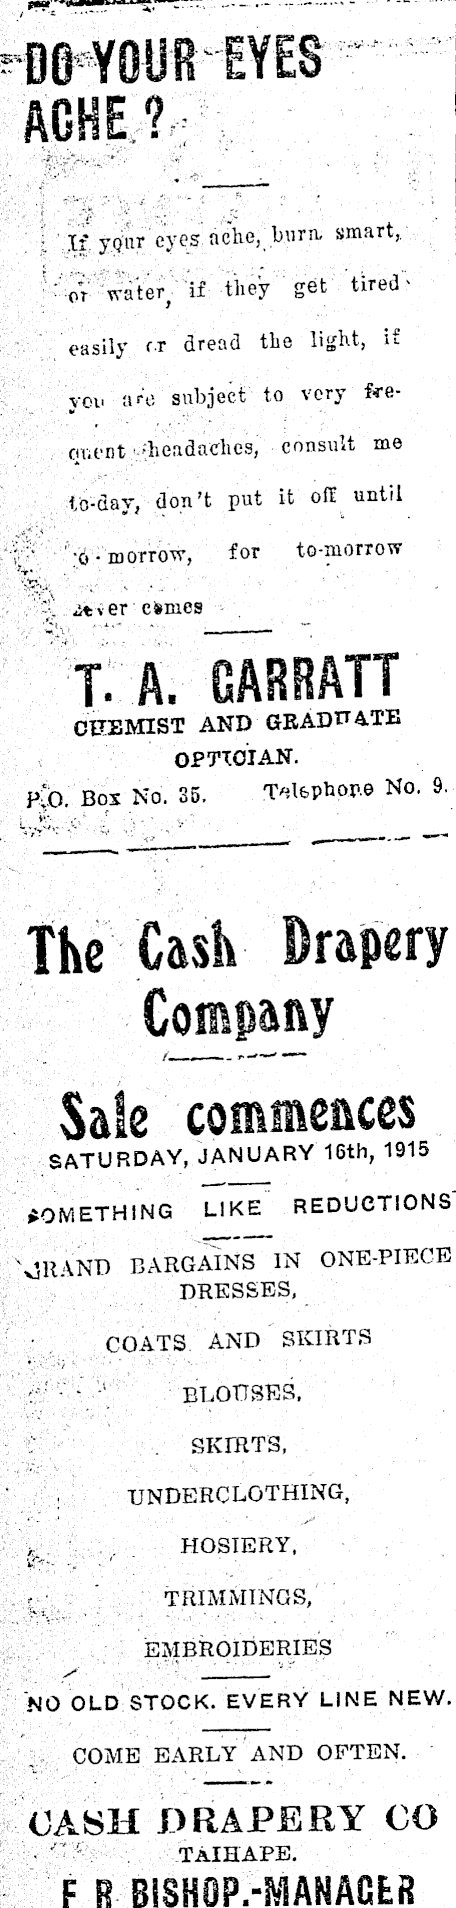 DO YOUR EYES
ACHE ?
If your eyes ache, burn, smart,
or water, if they get tired
easily or dread the light, if
you are subject to very fre-
quent headaches, consult me
to-day, don't put it off until
to-morrow, for to-morrow
never comes
T. A. GARRATT
CHEMIST AND GRADUATE
OPTICIAN.
P.O. Box No. 35. Telephone No. 9.
The Cash Drapery
Company
Sale commences
SATURDAY, JANUARY 16th, 1915
SOMETHING LIKE REDUCTIONS
GRAND BARGAINS IN ONE-PIECE
DRESSES,
COATS AND SKIRTS
BLOUSES,
SKIRTS,
UNDERCLOTHING,
HOSIERY,
TRIMMINGS,
EMBROIDERIES
NO OLD STOCK. EVERY LINE NEW.
COME EARLY AND OFTEN.
CASH DRAPERY CO
TAIHAPE.
F R BISHOP.-MANAGER